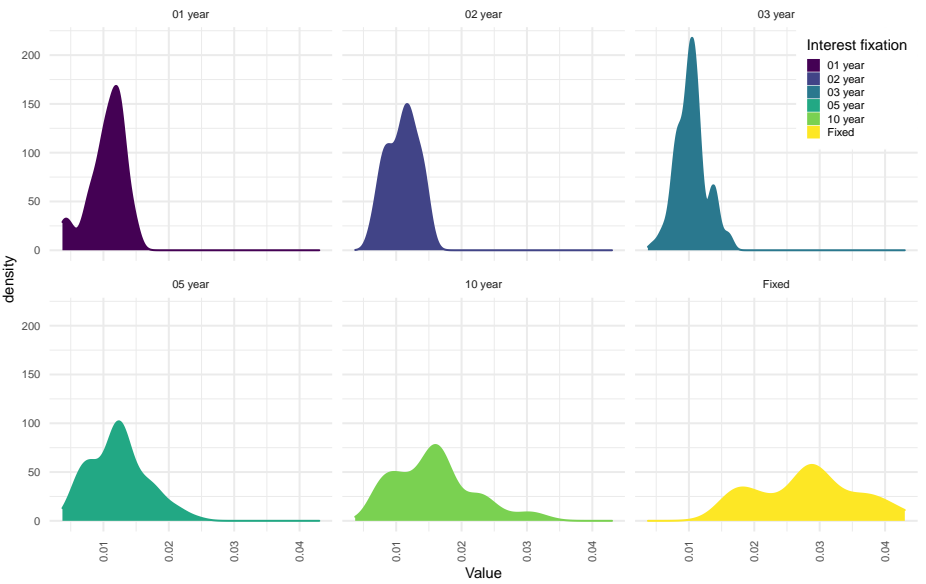 01 year
02 year
03 year
Interest fixation
01 year
02 year
03 year
05 year
10 year
Fixed
200
150
100
50
0
density
05 year
10 year
Fixed
200
150
100
50
0
0.01
0.02
0.03
0.04
0.01
0.02
0.03
0.04
0.01
0.02
0.03
0.04
Value